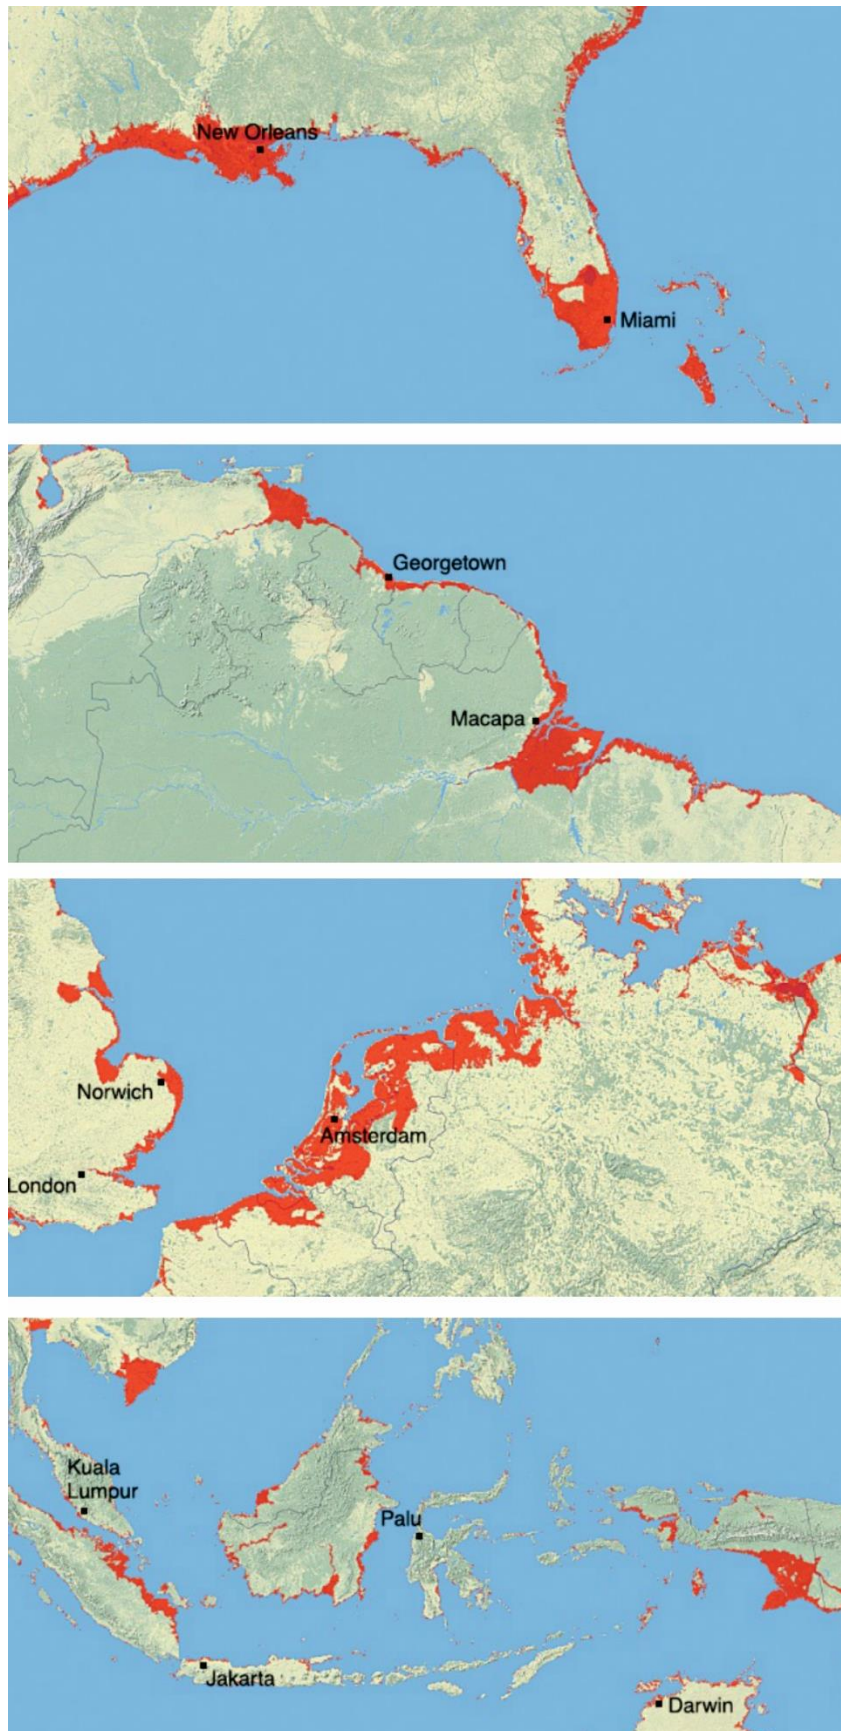 New Orleans
Miami
Georgetown
Macapa
Norwich
Amsterdam
London
Kuala
Lumpur
Palu
Jakarta
Darwin